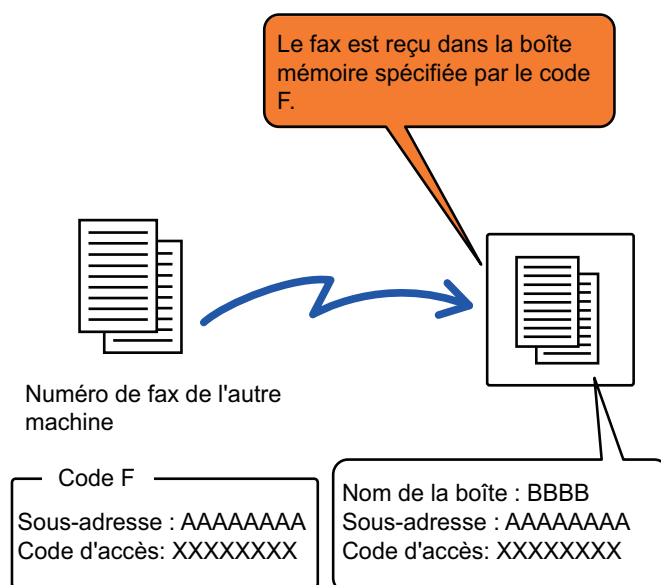 Le fax est reçu dans la boîte
mémoire spécifiée par le code
F.
Numéro de fax de l'autre
machine
Code F
Sous-adresse : AAAAAAAA
Code d'accès: XXXXXXXX
Nom de la boîte : BBBB
Sous-adresse : AAAAAAAA
Code d'accès: XXXXXXXX